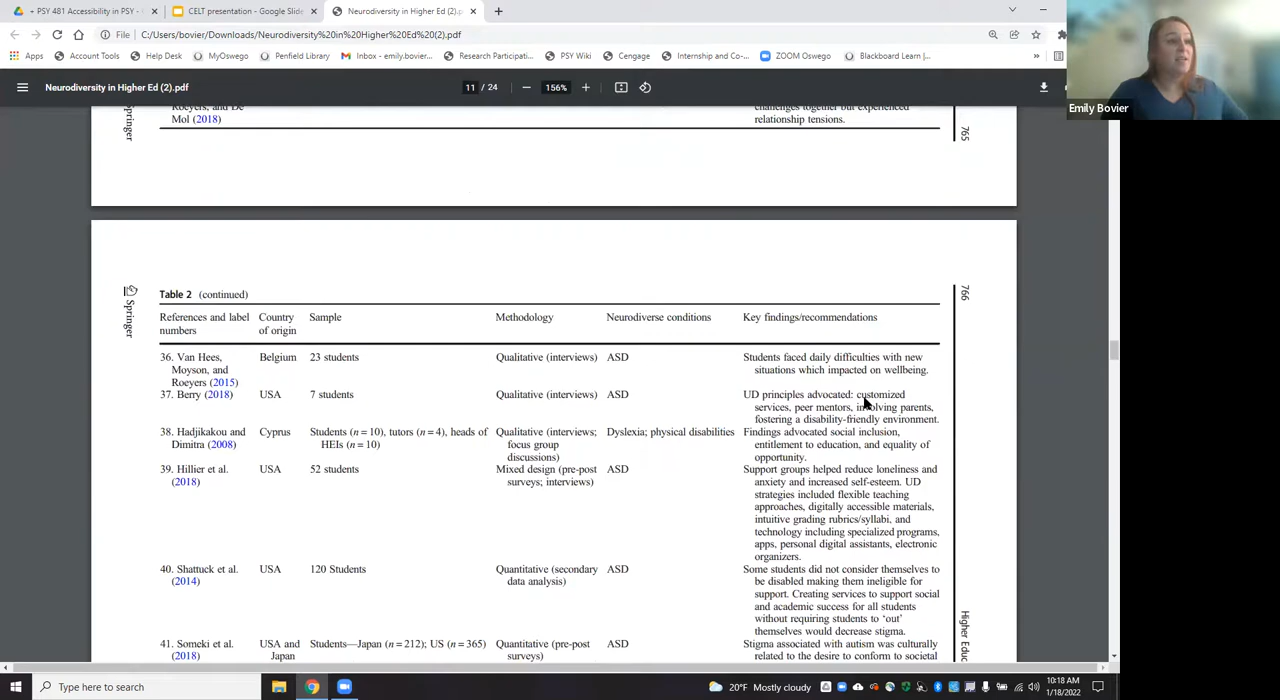 + PSY 481 Accessibility in PSY -
CELT presentation - Google Slide
Neurodiversity in Higher Ed (2).p
File
C:/Users/bovier/Downloads/Neurodiversity%20in%20Higher%20Ed%20(2).pdf
Apps
Account Tools
Help Desk
MyOswego
Penfield Library
Inbox - emily.bovier...
Research Participati...
PSY Wiki
Cengage
Internship and Co-...
ZOOM Oswego
Blackboard Learn |...
»
Emily Bovier
Neurodiversity in Higher Ed (2).pdf
11 / 24
156%
Roeyers, and De
Mol (2018)
challenges together out experienced
relationship tensions.
Springer
765
Springer
766
Table 2 (continued)
References and label
numbers
Country
of origin
Sample
Methodology
Neurodiverse conditions
Key findings/recommendations
36. Van Hees,
Moyson, and
Roeyers (2015)
Belgium
23 students
Qualitative (interviews)
ASD
Students faced daily difficulties with new
situations which impacted on wellbeing.
37. Berry (2018)
USA
7 students
Qualitative (interviews)
ASD
UD principles advocated: customized
services, peer mentors, involving parents,
fostering a disability-friendly environment.
38. Hadjikakou and
Dimitra (2008)
Cyprus
Students (n = 10), tutors (n = 4), heads of
HEIs (n = 10)
Qualitative (interviews;
focus group
discussions)
Dyslexia; physical disabilities
Findings advocated social inclusion,
entitlement to education, and equality of
opportunity.
39. Hillier et al.
(2018)
USA
52 students
Mixed design (pre-post
surveys; interviews)
ASD
Support groups helped reduce loneliness and
anxiety and increased self-esteem. UD
strategies included flexible teaching
approaches, digitally accessible materials,
intuitive grading rubrics/syllabi, and
technology including specialized programs,
apps, personal digital assistants, electronic
organizers.
40. Shattuck et al.
(2014)
USA
120 Students
Quantitative (secondary
data analysis)
ASD
Some students did not consider themselves to
be disabled making them ineligible for
support. Creating services to support social
and academic success for all students
without requiring students to 'out'
themselves would decrease stigma.
41. Someki et al.
(2018)
USA and
Japan
Students—Japan (n = 212); US (n = 365)
Quantitative (pre-post
surveys)
ASD
Stigma associated with autism was culturally
related to the desire to conform to societal
Higher Educ
Type here to search
20°F Mostly cloudy
10:18 AM
1/18/2022